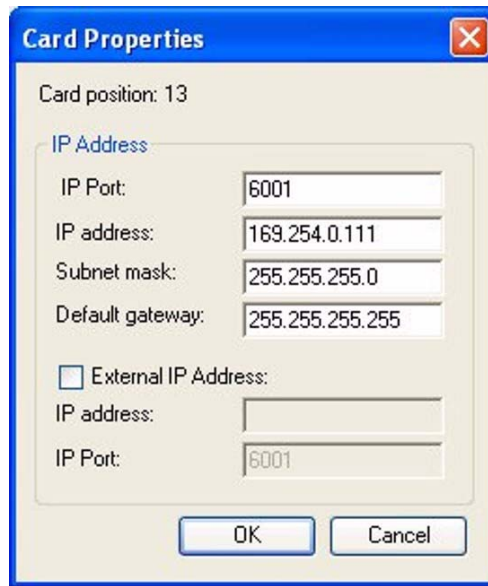 Card Properties
Card position: 13
IP Address
IP Port: 6001
IP address: 169.254.0.111
Subnet mask: 255.255.255.0
Default gateway: 255.255.255.255
External IP Address:
IP address:
IP Port: 6001
OK Cancel